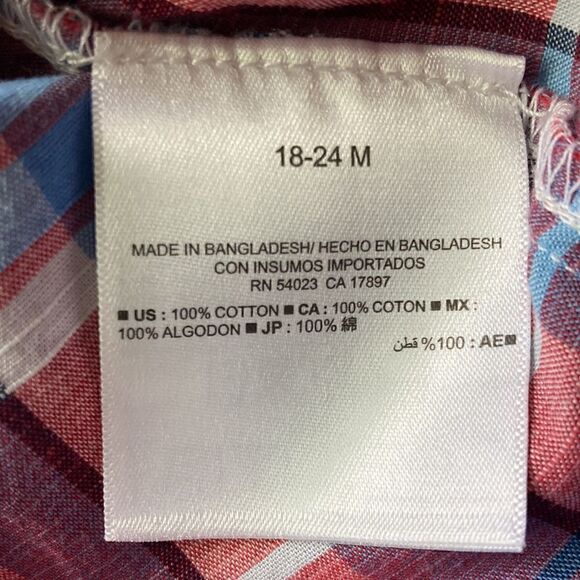 18-24 M
MADE IN BANGLADESH/ HECHO EN BANGLADESH
CON INSUMOS IMPORTADOS
RN 54023 CA 17897
■ US : 100% COTTON ■ CA : 100% COTON ■ MX :
100% ALGODON ■ JP : 100% 綿
■AE : 100% قطن